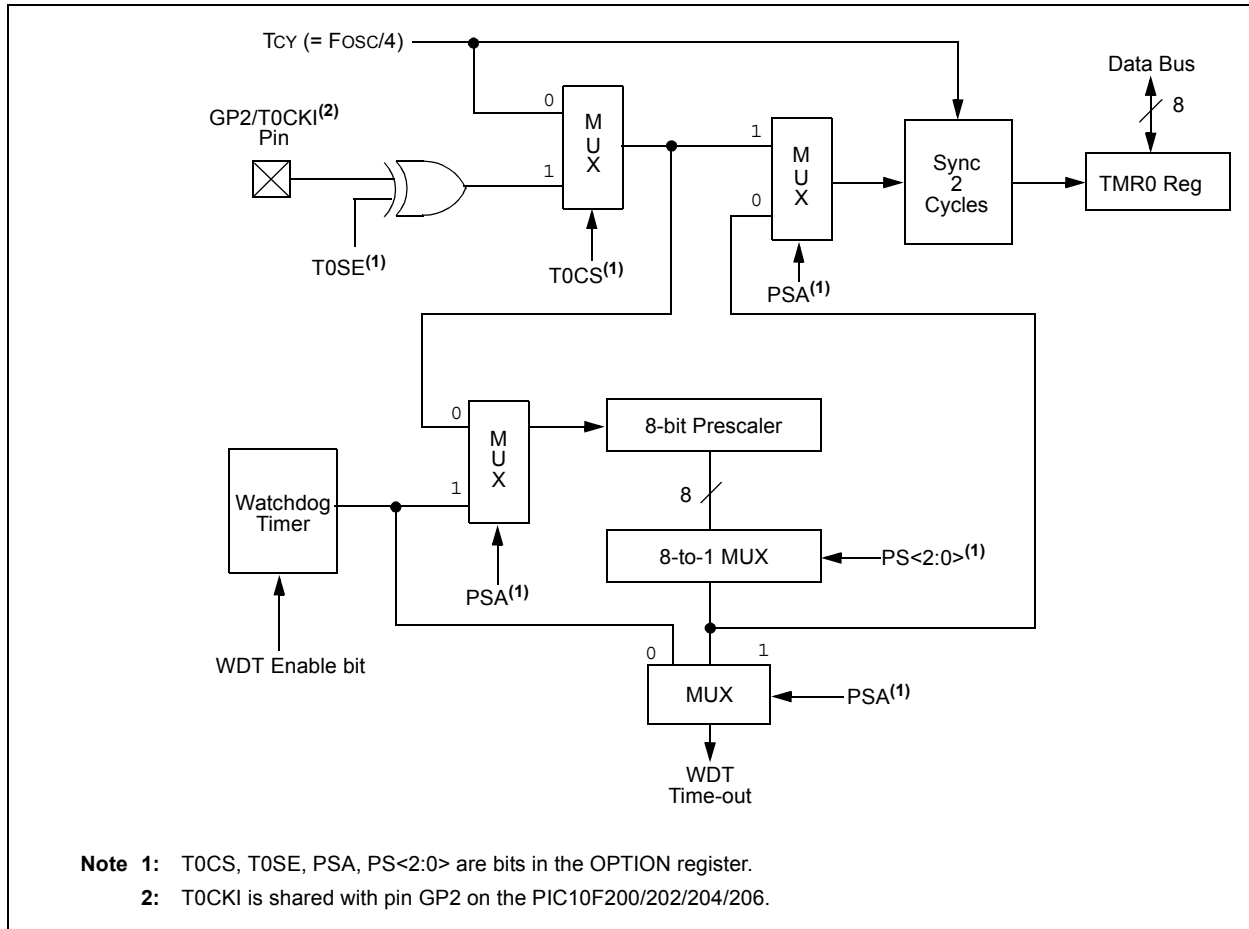 TCY (= FOSC/4)
Data Bus
8
GP2/T0CKI(2)
Pin
0
M
U
X
1
1
M
U
X
0
Sync
2
Cycles
TMR0 Reg
T0SE(1)
T0CS(1)
PSA(1)
0
M
U
X
1
8-bit Prescaler
Watchdog
Timer
8
8-to-1 MUX
PS<2:0>(1)
PSA(1)
WDT Enable bit
0
1
MUX
PSA(1)
WDT
Time-out
Note 1: T0CS, T0SE, PSA, PS<2:0> are bits in the OPTION register.
2: T0CKI is shared with pin GP2 on the PIC10F200/202/204/206.